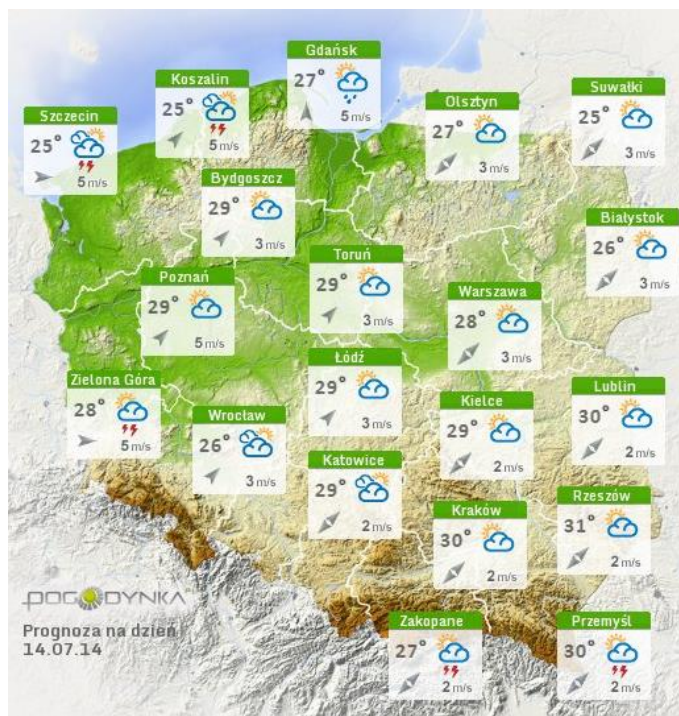 Gdańsk
27°
5 m/s
Koszalin
25°
5 m/s
Suwałki
25°
3 m/s
Olsztyn
27°
3 m/s
Szczecin
25°
5 m/s
Bydgoszcz
29°
3 m/s
Białystok
26°
3 m/s
Toruń
29°
3 m/s
Poznań
29°
5 m/s
Warszawa
28°
3 m/s
Łódź
29°
3 m/s
Zielona Góra
28°
5 m/s
Lublin
30°
2 m/s
Kielce
29°
2 m/s
Wrocław
26°
3 m/s
Katowice
29°
2 m/s
Rzeszów
31°
2 m/s
Kraków
30°
2 m/s
POGODYNKA
Prognoza na dzień
14.07.14
Zakopane
27°
2 m/s
Przemyśl
30°
2 m/s